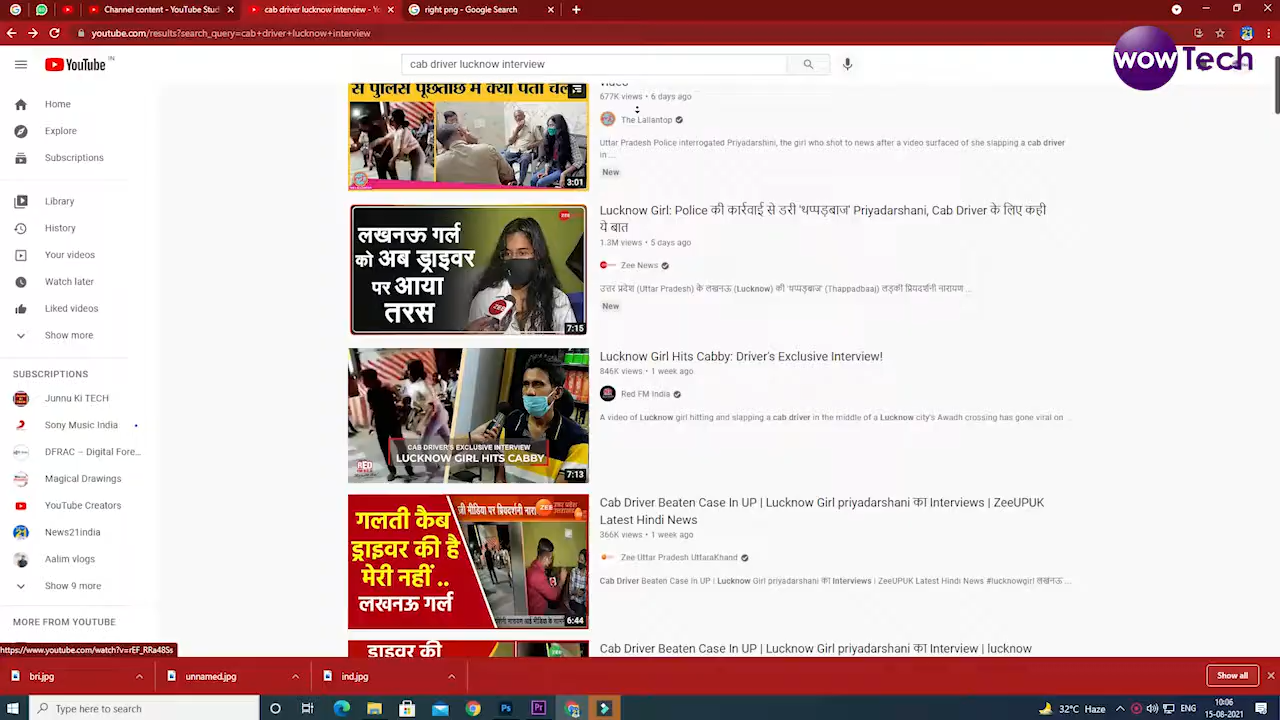 Channel content - YouTube Studio
cab driver lucknow interview - Yo
right png - Google Search
youtube.com/results?search_query=cab+driver+lucknow+interview
YouTube IN
cab driver lucknow interview
wowTech
Home
Explore
Subscriptions
Library
History
Your videos
Watch later
Liked videos
Show more
SUBSCRIPTIONS
Junnu Ki TECH
Sony Music India
DFRAC – Digital Fore...
Magical Drawings
YouTube Creators
News21india
Aalim vlogs
Show 9 more
MORE FROM YOUTUBE
https://www.youtube.com/watch?v=rEF_RRa48Ss
से पुलिस पूछताछ में क्या पता चल
3:01
677K views • 6 days ago
The Lallantop
Uttar Pradesh Police interrogated Priyadarshini, the girl who shot to news after a video surfaced of she slapping a cab driver
in ...
New
लखनऊ गर्ल
को अब ड्राइवर
पर आया
तरस
7:15
Lucknow Girl: Police की कार्रवाई से डरी 'थप्पड़बाज' Priyadarshani, Cab Driver के लिए कही
ये बात
1.3M views • 5 days ago
Zee News
उत्तर प्रदेश (Uttar Pradesh) के लखनऊ (Lucknow) की 'थप्पड़बाज' (Thappadbaaj) लड़की प्रियदर्शनी नारायण ...
New
CAB DRIVER'S EXCLUSIVE INTERVIEW
LUCKNOW GIRL HITS CABBY
RED
7:13
Lucknow Girl Hits Cabby: Driver's Exclusive Interview!
846K views • 1 week ago
Red FM India
A video of Lucknow girl hitting and slapping a cab driver in the middle of a Lucknow city's Awadh crossing has gone viral on ...
गलती कैब
ड्राइवर की है
मेरी नहीं ..
लखनऊ गर्ल
6:44
Cab Driver Beaten Case In UP | Lucknow Girl priyadarshani का Interviews | ZeeUPUK
Latest Hindi News
366K views • 1 week ago
Zee Uttar Pradesh UttaraKhand
Cab Driver Beaten Case In UP | Lucknow Girl priyadarshani का Interviews | ZeeUPUK Latest Hindi News #lucknowgirl लखनऊ ...
ड्राइवर की
Cab Driver Beaten Case In UP | Lucknow Girl priyadarshani का Interviews | lucknow
bri.jpg
unnamed.jpg
ind.jpg
Show all
Type here to search
32°C Haze
ENG
10:06
15-08-2021